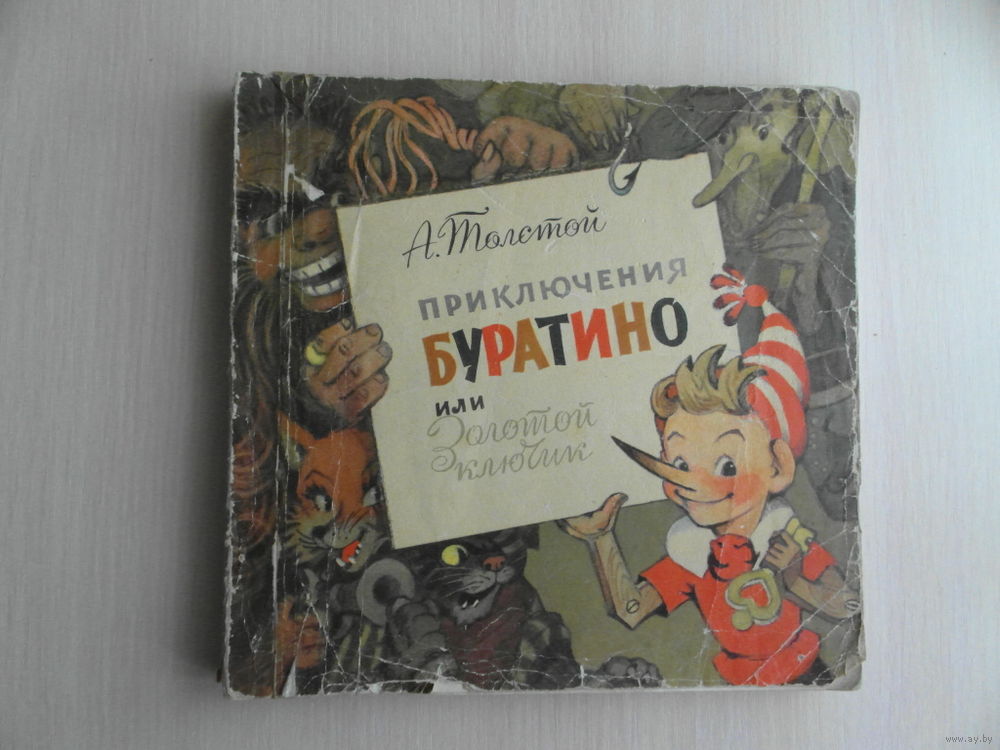 А. Толстой
ПРИКЛЮЧЕНИЯ
БУРАТИНО
или
Золотой
ключик
www.ay.by